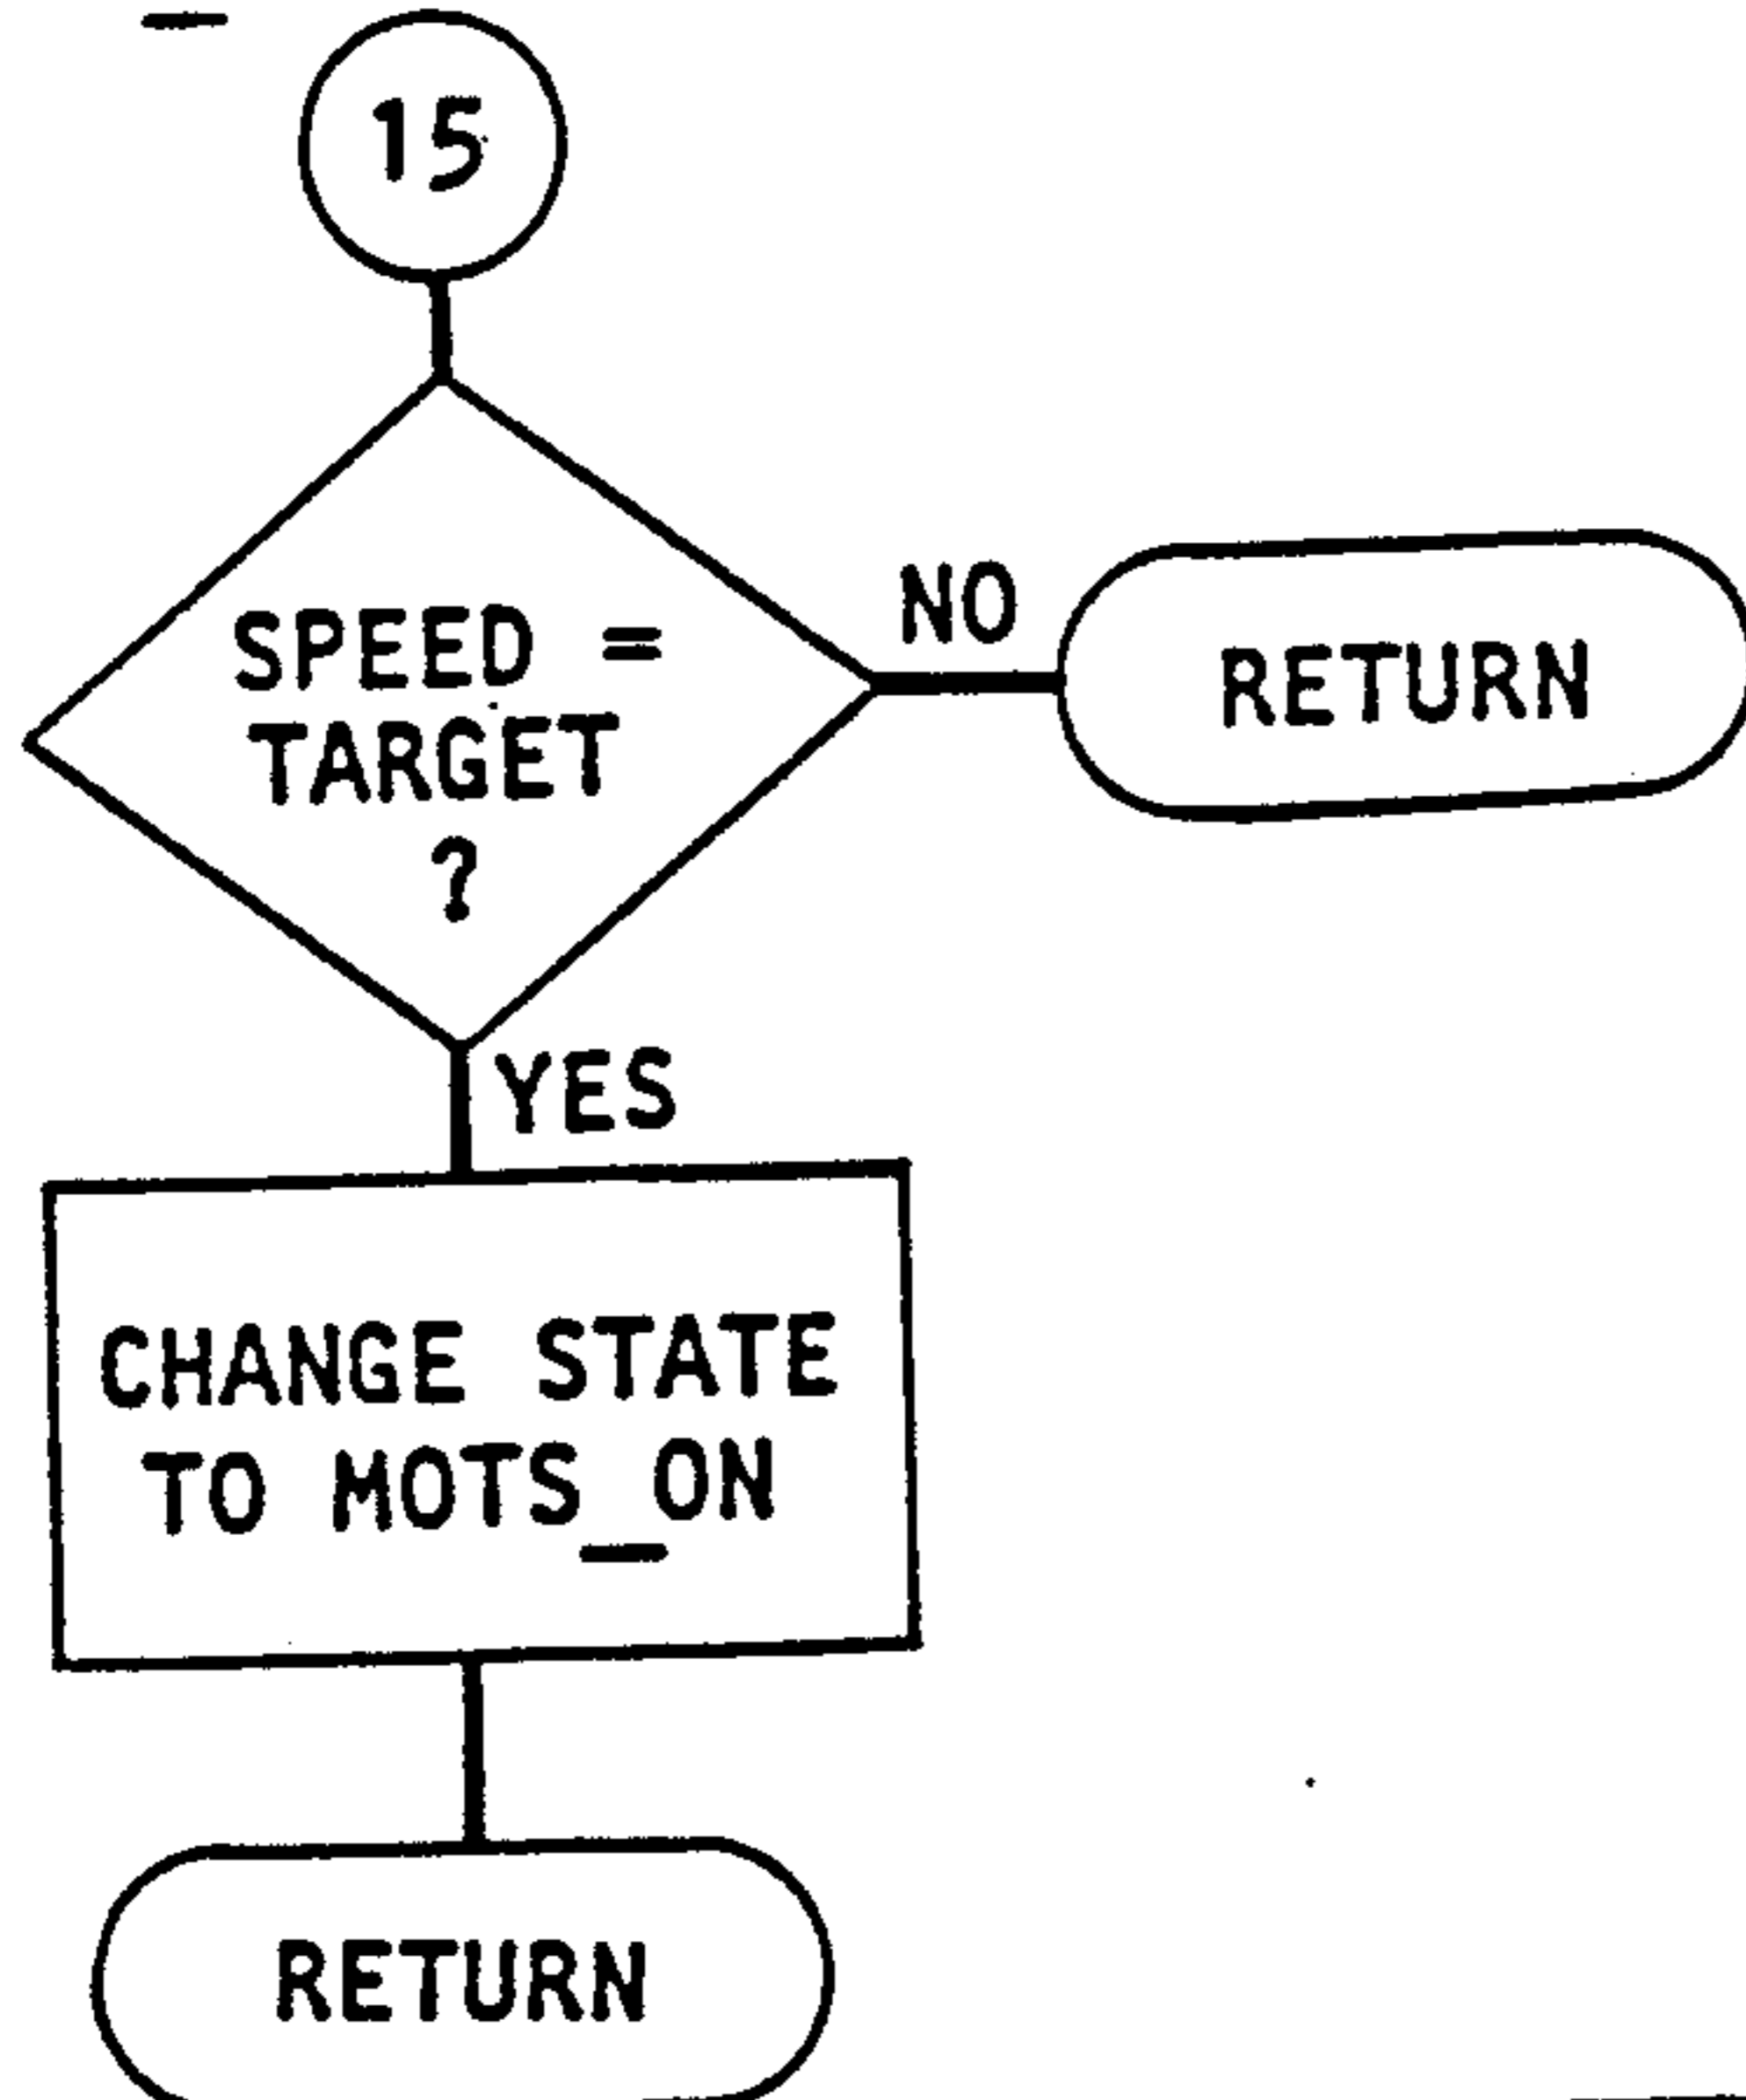 15
SPEED =
TARGET
?
NO
RETURN
YES
CHANGE STATE
TO MOTS_ON
RETURN